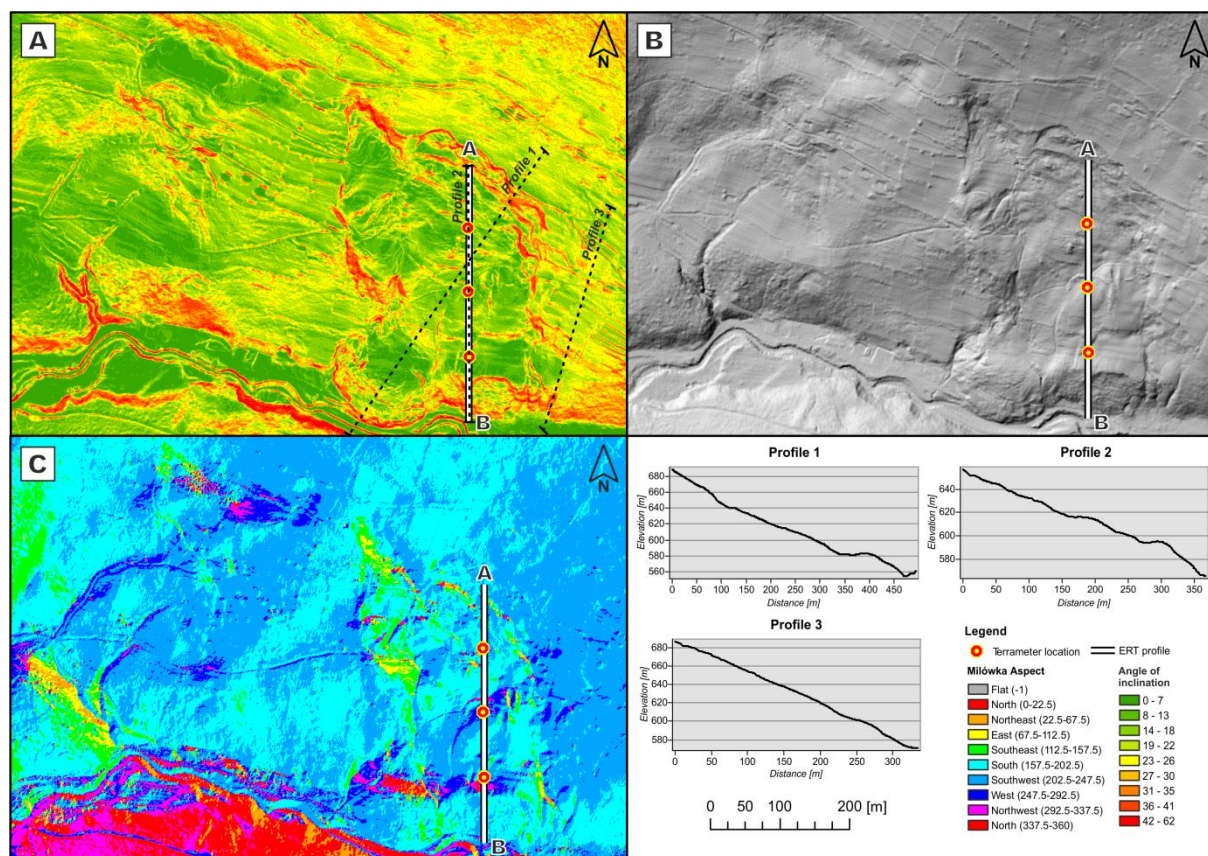 A
N
A
Profile 1
Profile 2
Profile 3
B
B
N
A
B
C
N
A
B
Profile 1
Elevation [m]
680
660
640
620
600
580
560
0 50 100 150 200 250 300 350 400 450
Distance [m]
Profile 2
Elevation [m]
640
620
600
580
0 50 100 150 200 250 300 350
Distance [m]
Profile 3
Elevation [m]
680
660
640
620
600
580
0 50 100 150 200 250 300
Distance [m]
0 50 100 200 [m]
Legend
Terrameter location
ERT profile
Milówka Aspect
Flat (-1)
North (0-22.5)
Northeast (22.5-67.5)
East (67.5-112.5)
Southeast (112.5-157.5)
South (157.5-202.5)
Southwest (202.5-247.5)
West (247.5-292.5)
Northwest (292.5-337.5)
North (337.5-360)
Angle of
inclination
0 - 7
8 - 13
14 - 18
19 - 22
23 - 26
27 - 30
31 - 35
36 - 41
42 - 62